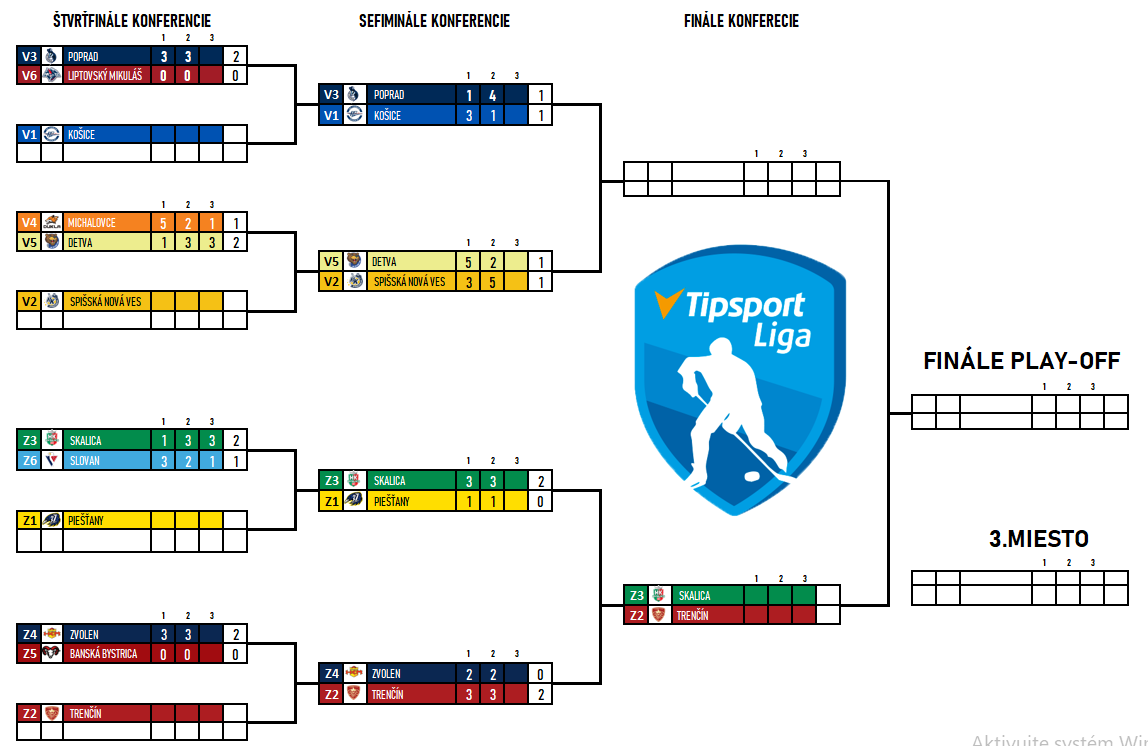 ŠTVRŤFINÁLE KONFERENCIE
SEFIMINÁLE KONFERENCIE
FINÁLE KONFERECIE
1 2 3
V3 POPRAD 3 3 2
V6 LIPTOVSKÝ MIKULÁŠ 0 0 0
V1 KOŠICE
1 2 3
V3 POPRAD 1 4 1
V1 KOŠICE 3 1 1
1 2 3
1 2 3
V4 MICHALOVCE 5 2 1 1
DUKLA
V5 DETVA 1 3 3 2
V2 SPIŠSKÁ NOVÁ VES
1 2 3
V5 DETVA 5 2 1
V2 SPIŠSKÁ NOVÁ VES 3 5 1
Tipsport
Liga
FINÁLE PLAY-OFF
1 2 3
1 2 3
Z3 SKALICA 1 3 3 2
Z6 SLOVAN 3 2 1 1
Z1 PIEŠŤANY
1 2 3
Z3 SKALICA 3 3 2
Z1 PIEŠŤANY 1 1 0
3.MIESTO
1 2 3
1 2 3
Z3 SKALICA
Z2 TRENČÍN
1 2 3
Z4 ZVOLEN 3 3 2
Z5 BANSKÁ BYSTRICA 0 0 0
Z2 TRENČÍN
1 2 3
Z4 ZVOLEN 2 2 0
Z2 TRENČÍN 3 3 2
Aktivujte systém Win